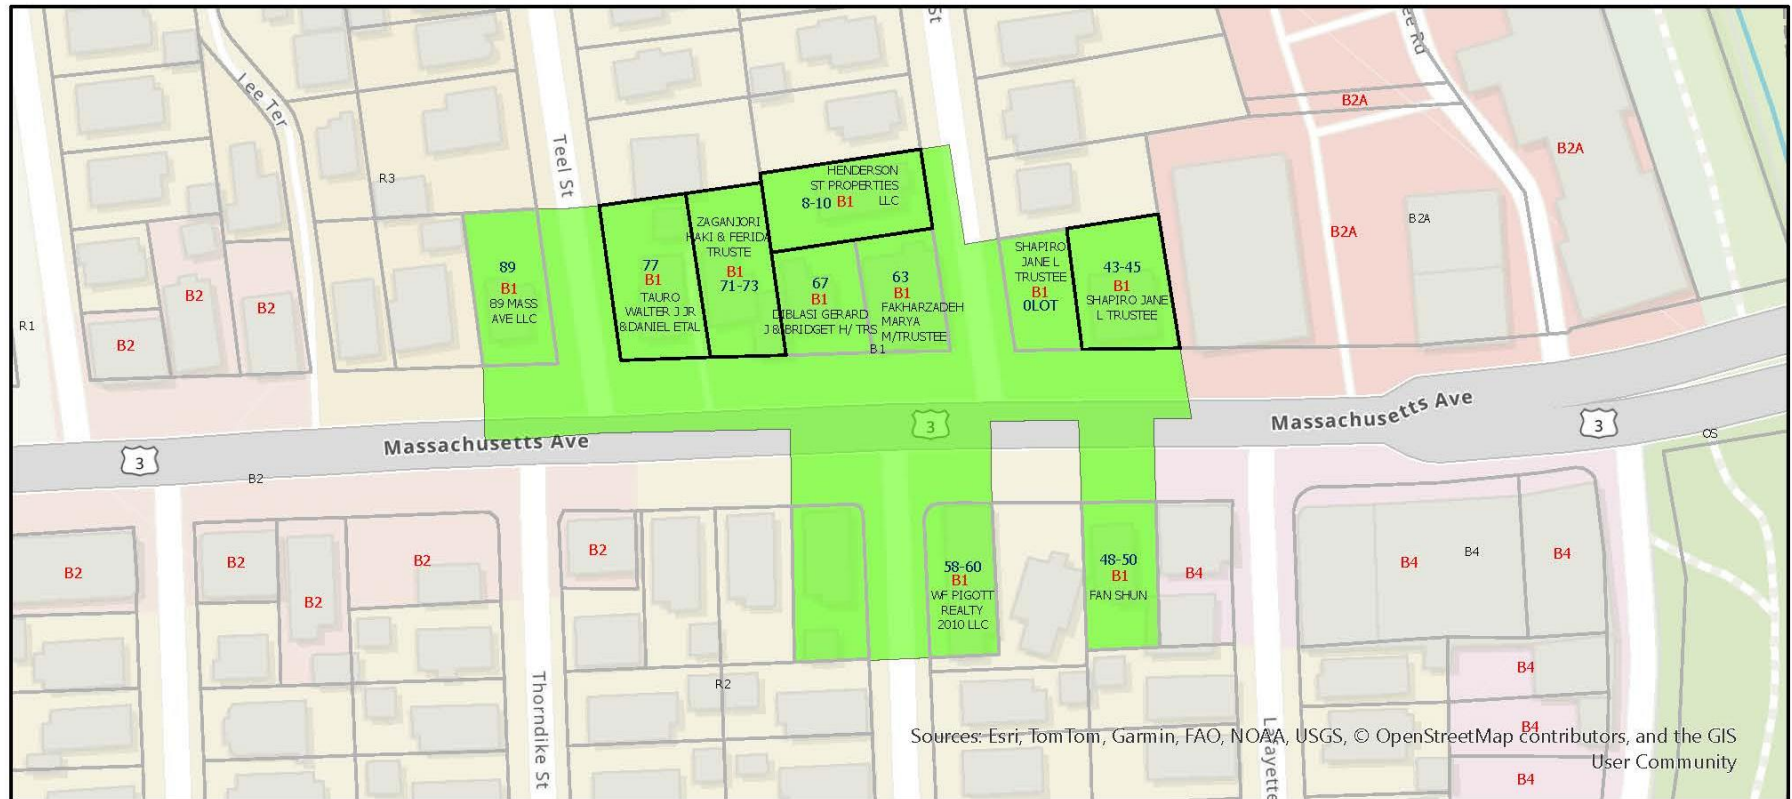 St
ee Rd
Lee Ter
B2A
Teel St
B2A
R3
HENDERSON
ST PROPERTIES
8-10 B1 LLC
B2A
B2A
ZAGANJORI
HAKI & FERIDA
TRUSTE
B1
71-73
77
B1
TAURO
WALTER J JR
& DANIEL ETAL
89
B1
89 MASS
AVE LLC
67
B1
DIBLASI GERARD
J & BRIDGET H/ TRS
63
B1
FAKHARZADEH
MARYA
M/TRUSTEE
B1
SHAPIRO
JANE L
TRUSTEE
B1
0LOT
43-45
B1
SHAPIRO JANE
L TRUSTEE
B2
B2
B2
R1
Massachusetts Ave
3
Massachusetts Ave
3
3
OS
B2
B2
B2
B2
B2
B2
58-60
B1
WF PIGOTT
REALTY
2010 LLC
48-50
B1
FAN SHUN
B4
B4
B4
B4
B4
B4
B4
R2
Thorndike St
Lafayette
Sources: Esri, TomTom, Garmin, FAO, NOAA, USGS, © OpenStreetMap contributors, and the GIS
User Community